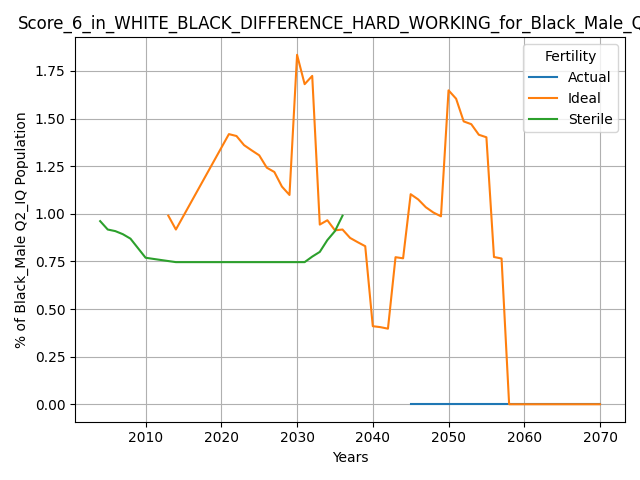 Score_6_in_WHITE_BLACK_DIFFERENCE_HARD_WORKING_for_Black_Male_Q
Fertility
Actual
Ideal
Sterile
% of Black_Male Q2_IQ Population
1.75
1.50
1.25
1.00
0.75
0.50
0.25
0.00
2010 2020 2030 2040 2050 2060 2070
Years